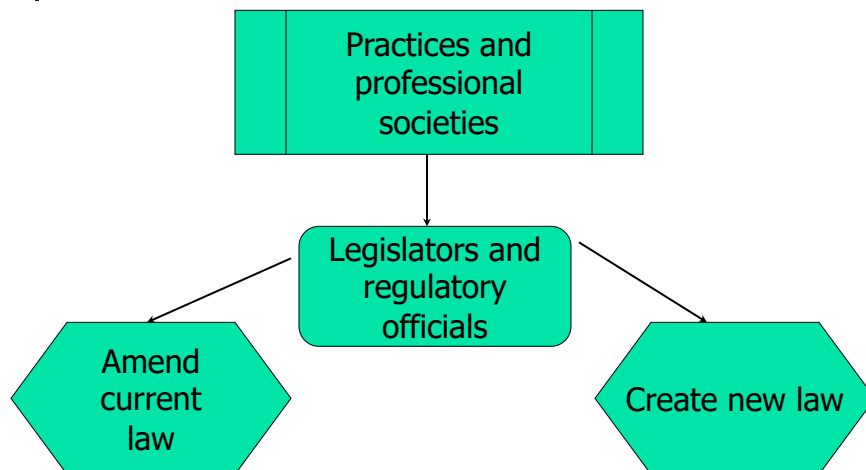 Practices and
professional
societies
Legislators and
regulatory
officials
Amend
current
law
Create new law